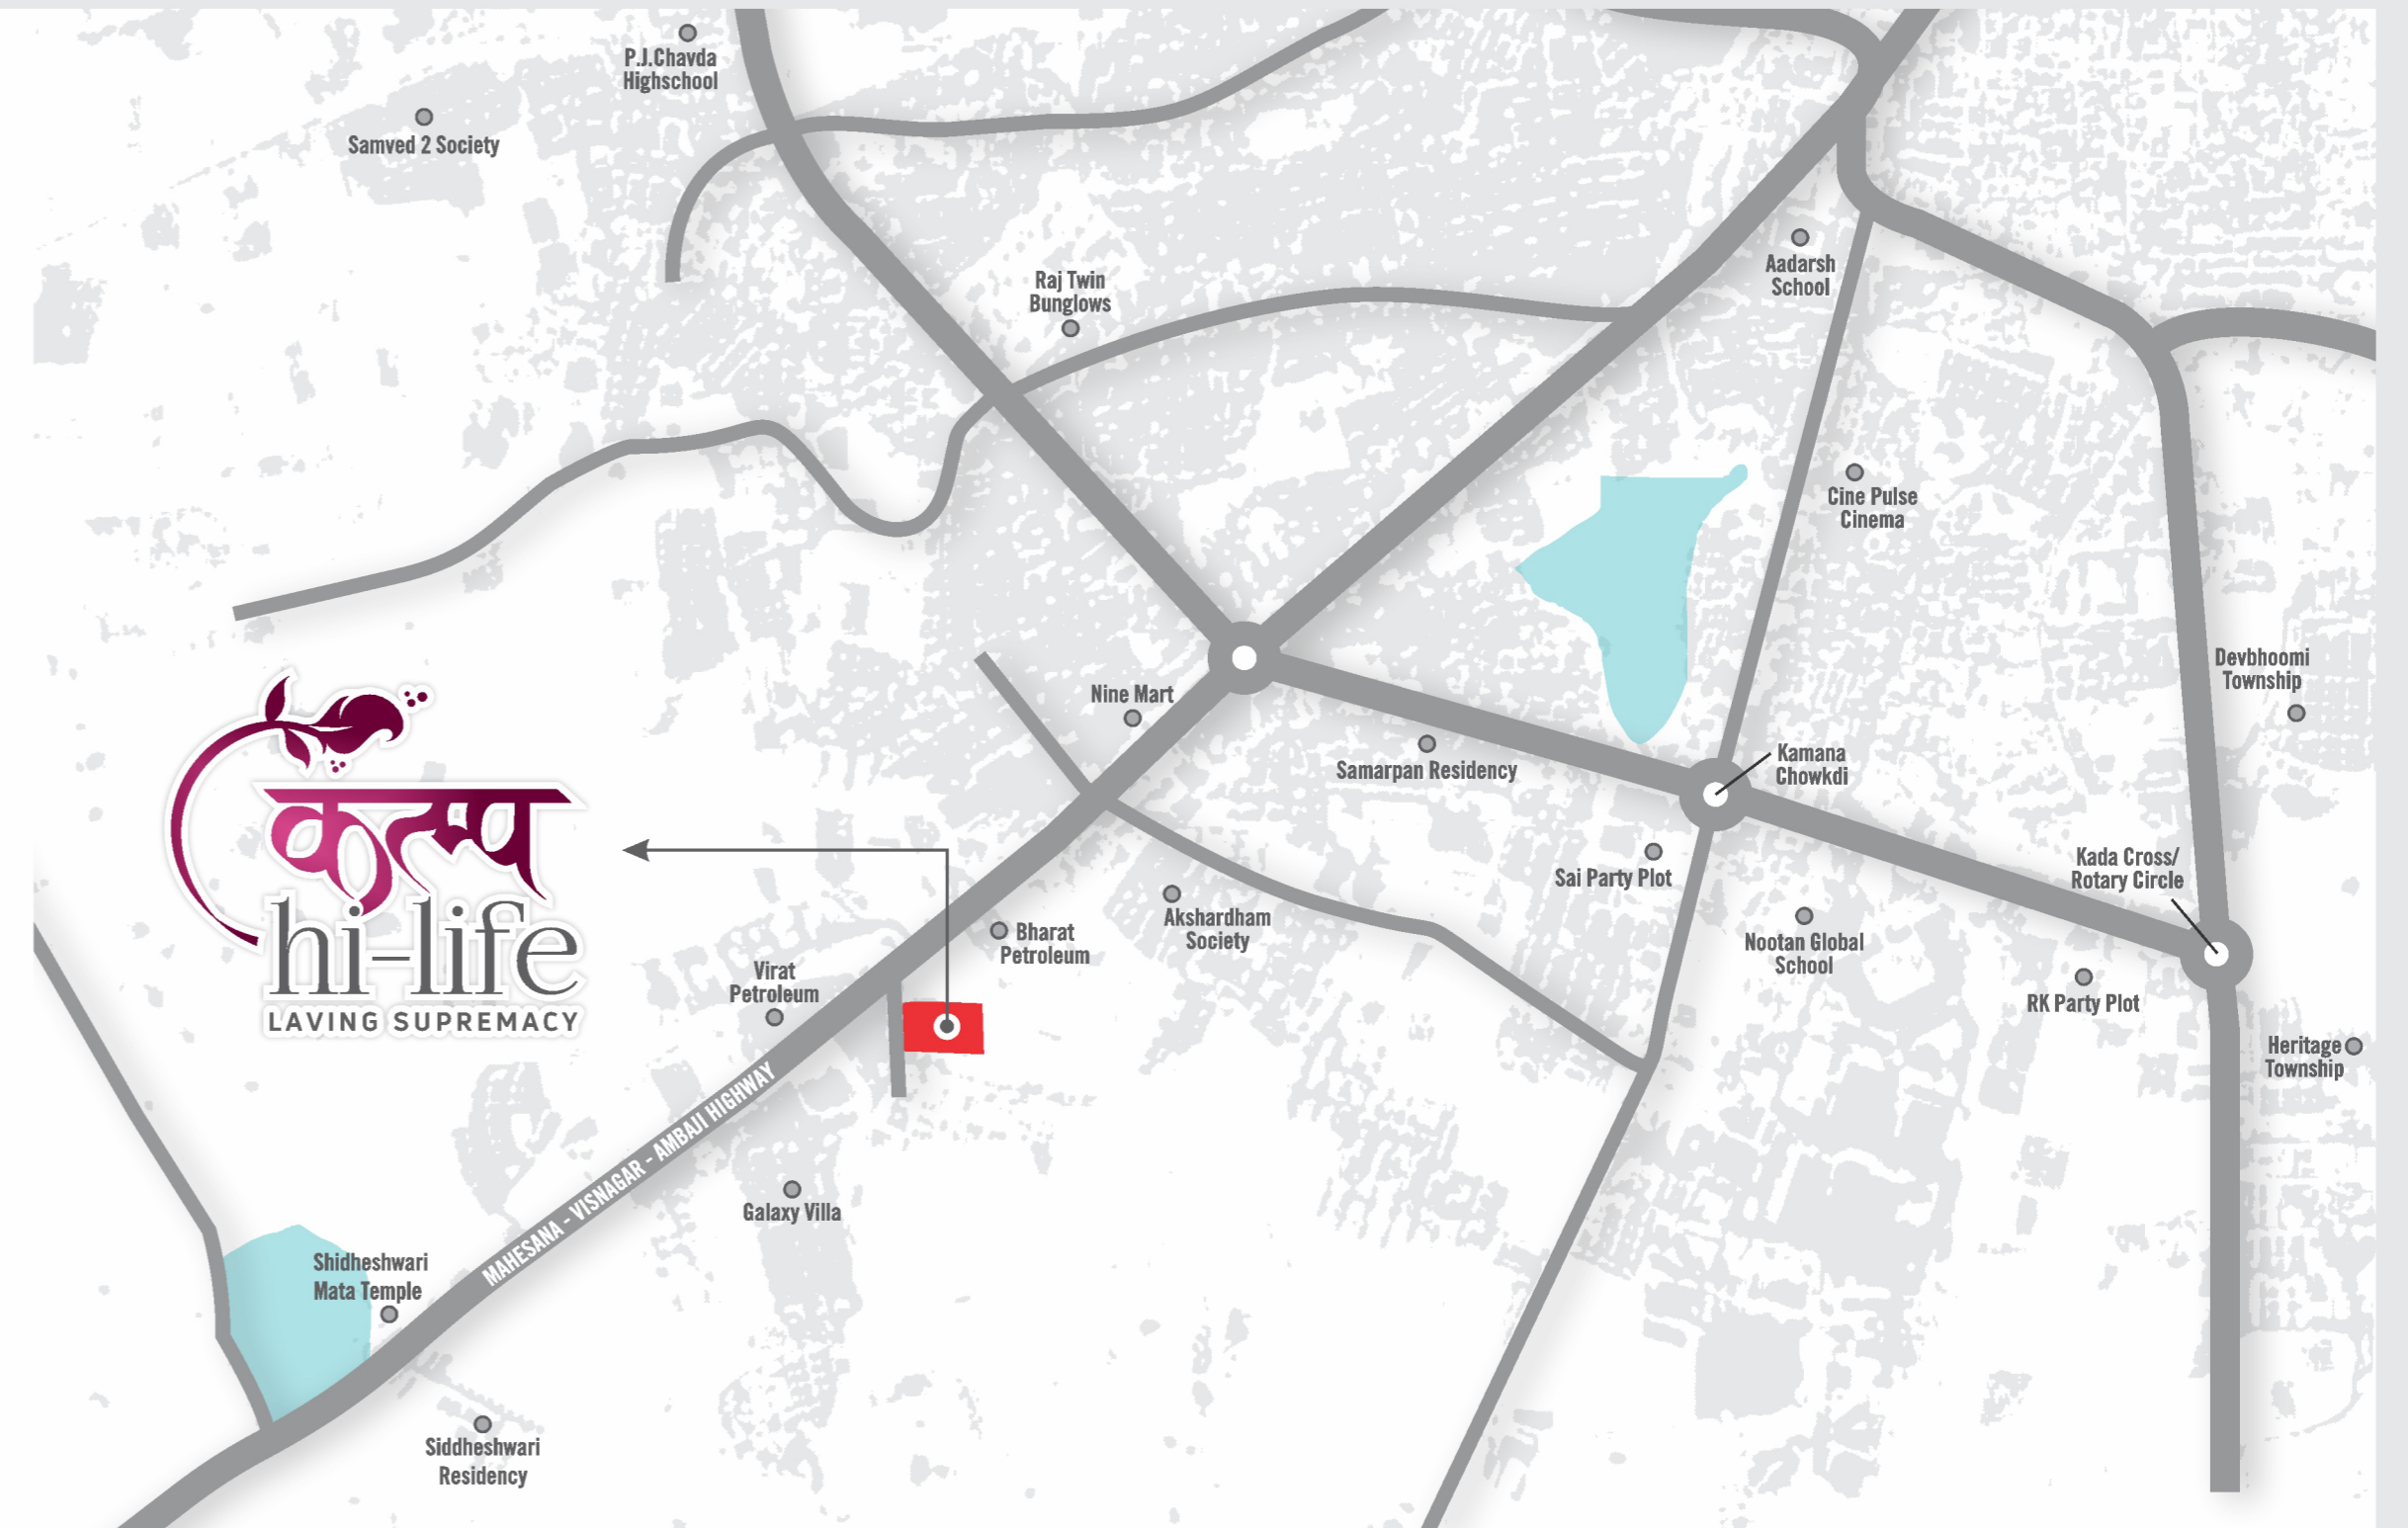 P.J.Chavda
Highschool
Samved 2 Society
Raj Twin
Bunglows
Aadarsh
School
Cine Pulse
Cinema
Devbhoomi
Township
Nine Mart
Samarpan Residency
Kamana
Chowkdi
कल्प
hi-life
LAVING SUPREMACY
Sai Party Plot
Kada Cross/
Rotary Circle
Akshardham
Society
Bharat
Petroleum
Nootan Global
School
Virat
Petroleum
RK Party Plot
Heritage
Township
MAHESANA - VISNAGAR - AMBAJI HIGHWAY
Galaxy Villa
Shidheshwari
Mata Temple
Siddheshwari
Residency